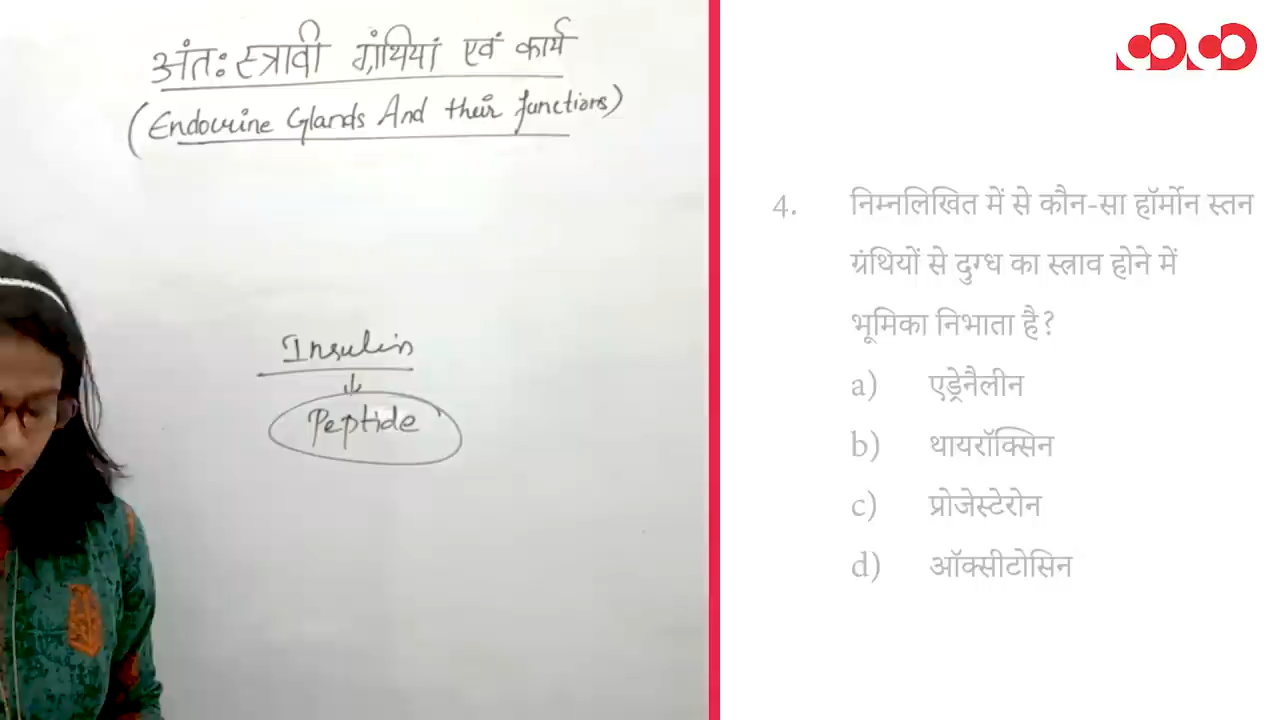 अंतः स्त्रावी ग्रंथियां एवं कार्य
(Endocrine Glands And their functions)
Insulin
Peptide
4. निम्नलिखित में से कौन-सा हॉर्मोन स्तन
ग्रंथियों से दुग्ध का स्त्राव होने में
भूमिका निभाता है?
a) एड्रेनैलीन
b) थायरॉक्सिन
c) प्रोजेस्टेरोन
d) ऑक्सीटोसिन